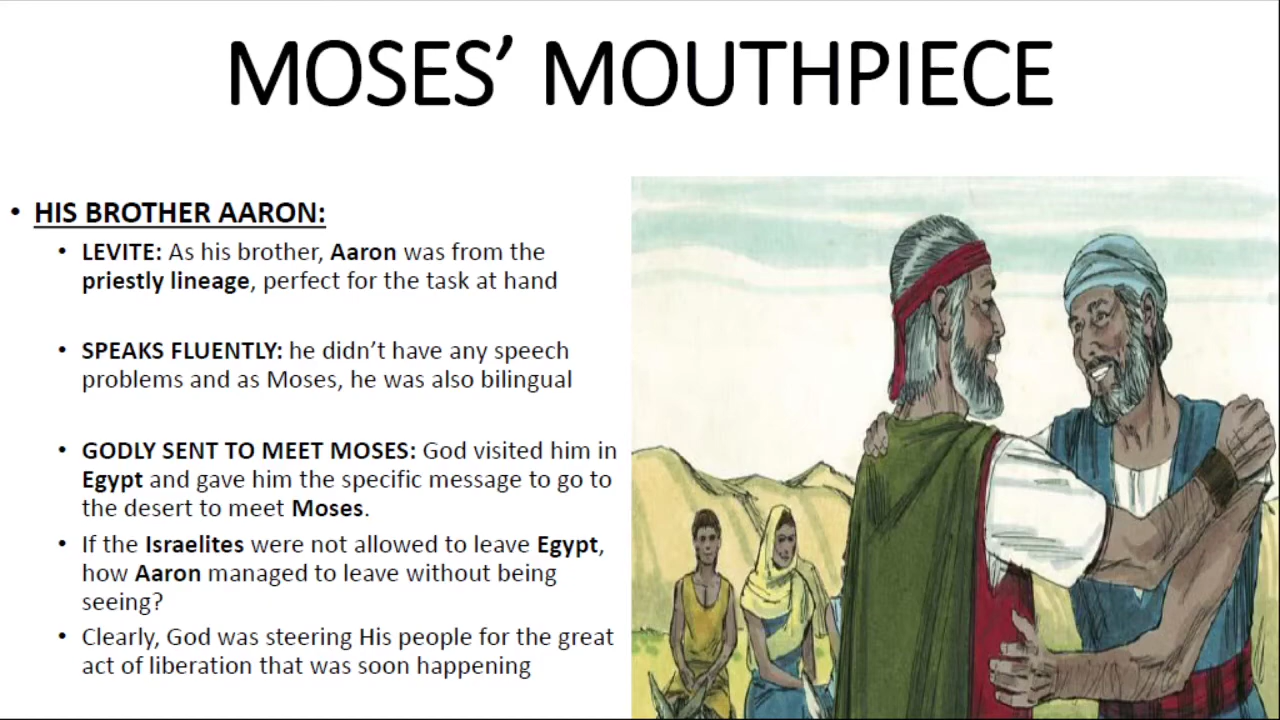 MOSES’ MOUTHPIECE
• HIS BROTHER AARON:
• LEVITE: As his brother, Aaron was from the
priestly lineage, perfect for the task at hand
• SPEAKS FLUENTLY: he didn’t have any speech
problems and as Moses, he was also bilingual
• GODLY SENT TO MEET MOSES: God visited him in
Egypt and gave him the specific message to go to
the desert to meet Moses.
• If the Israelites were not allowed to leave Egypt,
how Aaron managed to leave without being
seeing?
• Clearly, God was steering His people for the great
act of liberation that was soon happening